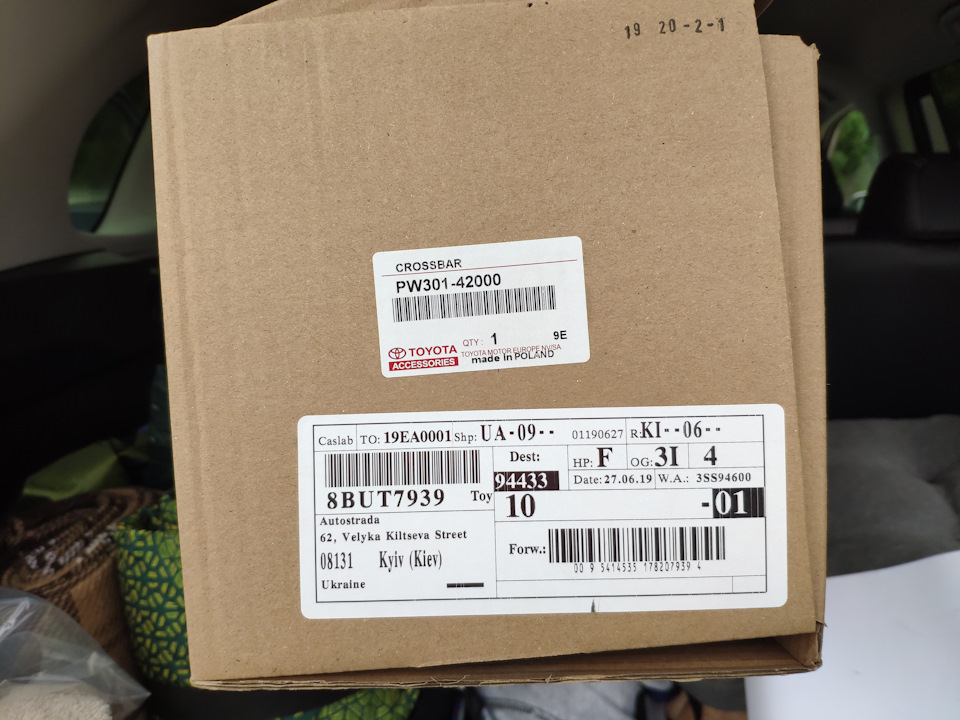 19 20-2-1
CROSSBAR
PW301-42000
QTY: 1 9E
TOYOTA
ACCESSORIES
TOYOTA MOTOR EUROPE NV/SA
made in POLAND
Caslab TO: 19EA0001 Shp: UA-09-- 01190627 R: KI--06--
Dest: HP: F OG: 3I 4
94433 Date: 27.06.19 W.A.: 3SS94600
8BUT7939 Toy 10 -01
Autostrada
62, Velyka Kiltseva Street
08131 Kyiv (Kiev)
Ukraine
Forw.:
00 9 5414535 178207939 4